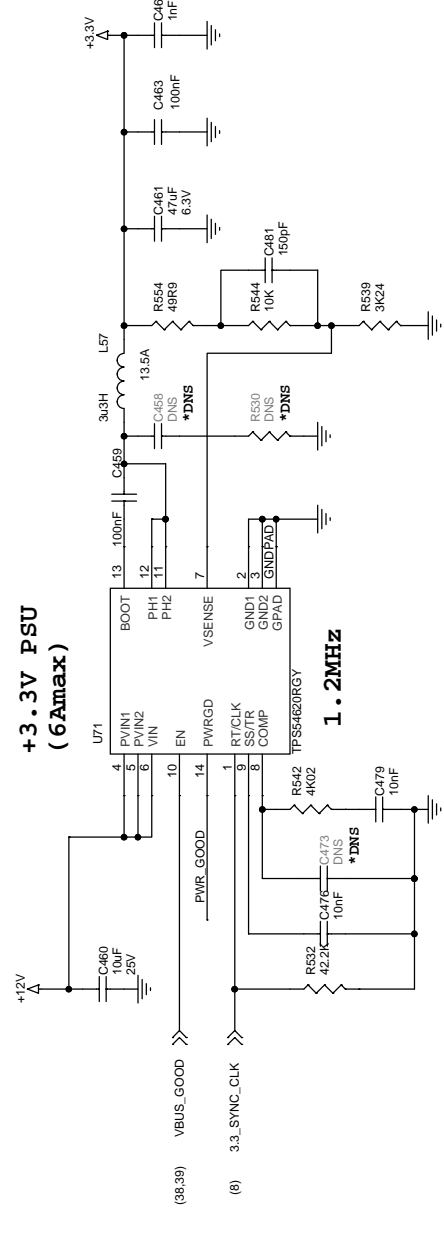 +3.3V PSU
(6Amax)
+12V
C460
10uF
25V
(38,39)
VBUS_GOOD
(8)
3.3_SYNC_CLK
PWR_GOOD
R532
42.2K
C476
10nF
C473
DNS
*DNS
R542
4K02
C479
10nF
U71
4
5
6
10
14
1
9
8
PVIN1
PVIN2
VIN
EN
PWRGD
RT/CLK
SS/TR
COMP
BOOT
PH1
PH2
VSENSE
GND1
GND2
GPAD
TPS54620RGY
1.2MHz
13
12
11
7
2
3
GNDPAD
100nF
C459
3u3H
L57
13.5A
C458
DNS
*DNS
R530
DNS
*DNS
R554
49R9
R544
10K
C481
150pF
R539
3K24
C461
47uF
6.3V
C463
100nF
1nF
+3.3V